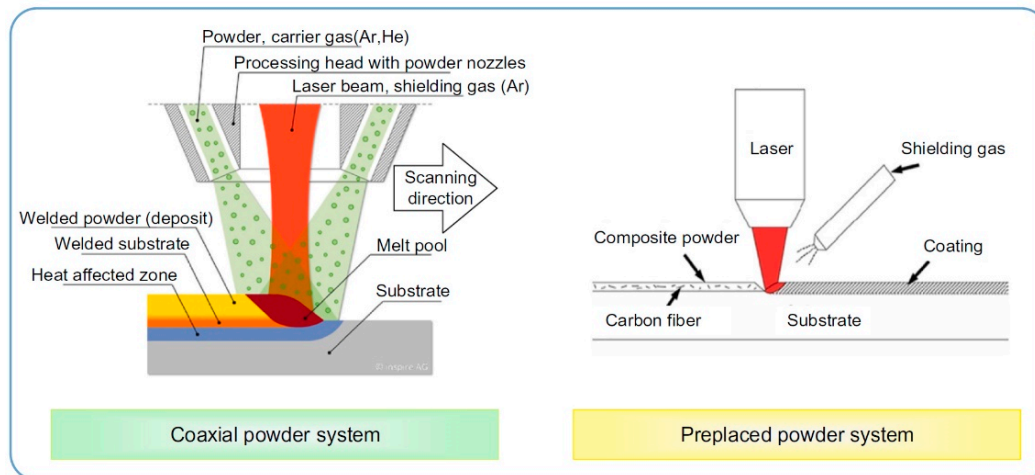 Powder, carrier gas(Ar,He)
Processing head with powder nozzles
Laser beam, shielding gas (Ar)
Scanning
direction
Welded powder (deposit)
Welded substrate
Heat affected zone
Melt pool
Substrate
© inspire AG
Coaxial powder system
Laser
Shielding gas
Composite powder
Coating
Carbon fiber
Substrate
Preplaced powder system